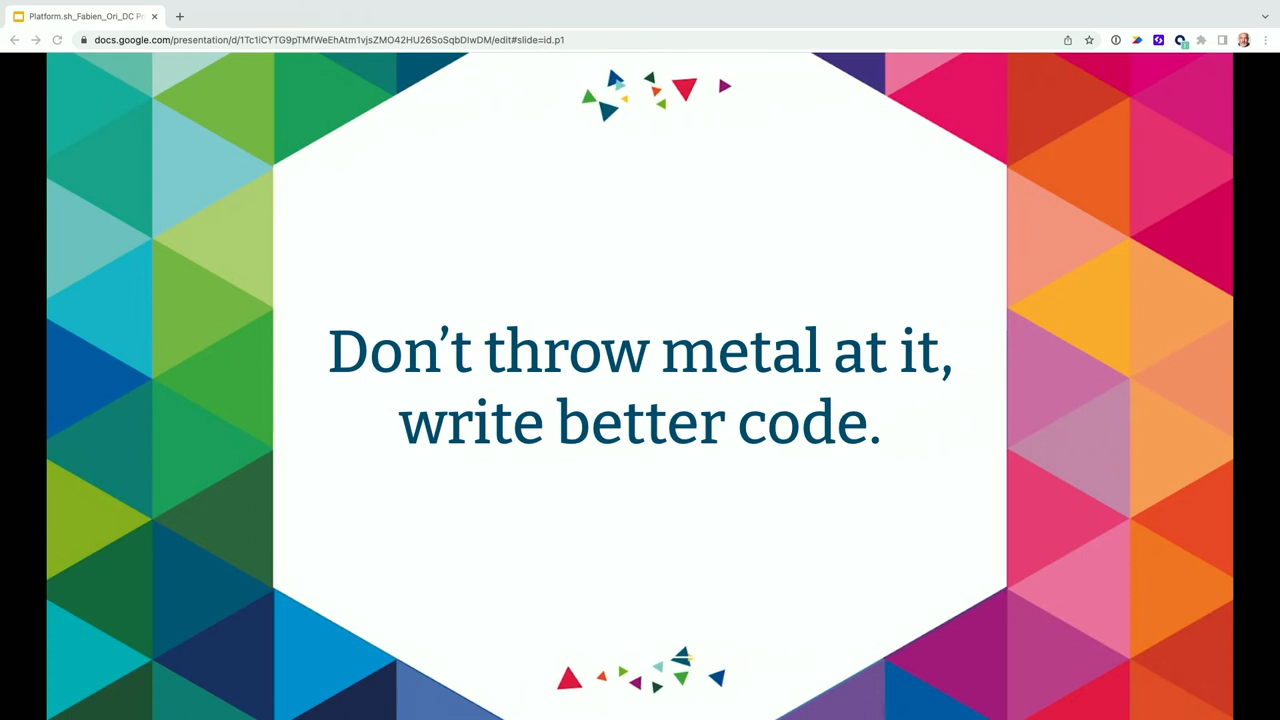 Platform.sh_Fabien_Ori_DC Pr
docs.google.com/presentation/d/1Tc1iCYTG9pTMfWeEhAtm1vjsZMO42HU26SoSqbDIwDM/edit#slide=id.p1
Don’t throw metal at it,
write better code.